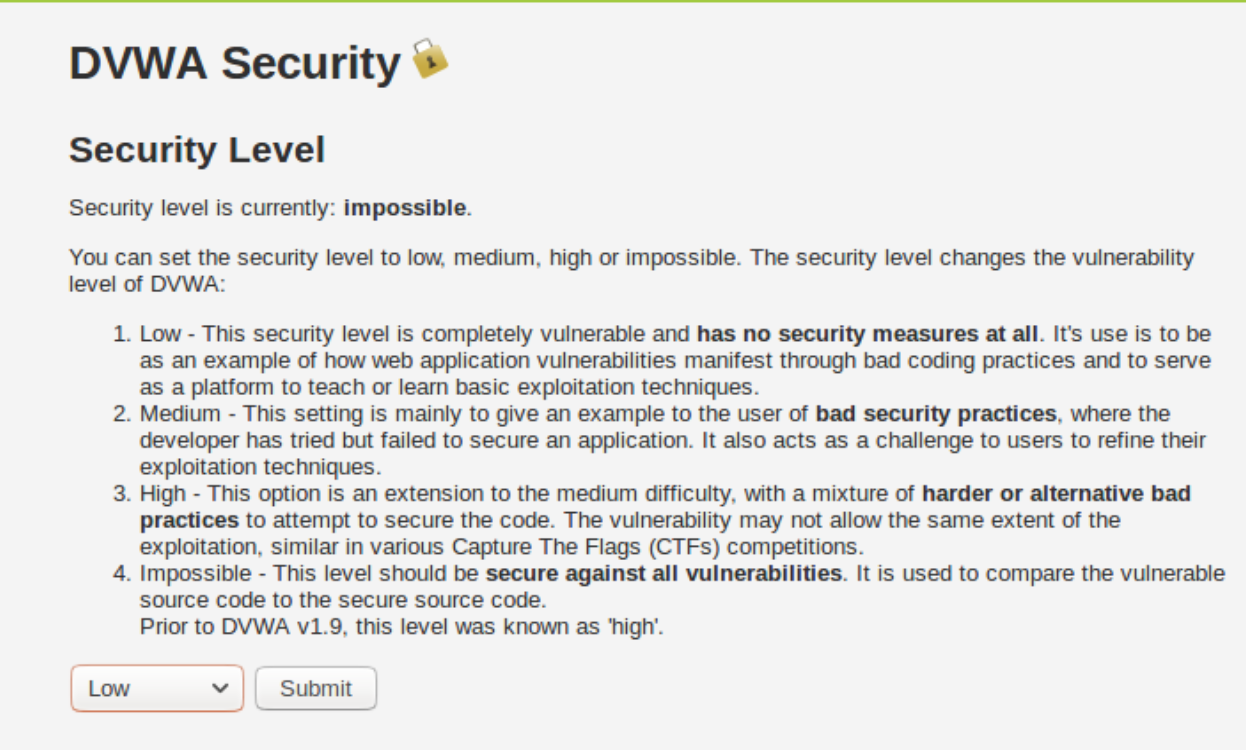 DVWA Security
Security Level
Security level is currently: impossible.
You can set the security level to low, medium, high or impossible. The security level changes the vulnerability
level of DVWA:
1. Low - This security level is completely vulnerable and has no security measures at all. It's use is to be
as an example of how web application vulnerabilities manifest through bad coding practices and to serve
as a platform to teach or learn basic exploitation techniques.
2. Medium - This setting is mainly to give an example to the user of bad security practices, where the
developer has tried but failed to secure an application. It also acts as a challenge to users to refine their
exploitation techniques.
3. High - This option is an extension to the medium difficulty, with a mixture of harder or alternative bad
practices to attempt to secure the code. The vulnerability may not allow the same extent of the
exploitation, similar in various Capture The Flags (CTFs) competitions.
4. Impossible - This level should be secure against all vulnerabilities. It is used to compare the vulnerable
source code to the secure source code.
Prior to DVWA v1.9, this level was known as 'high'.
Low Submit